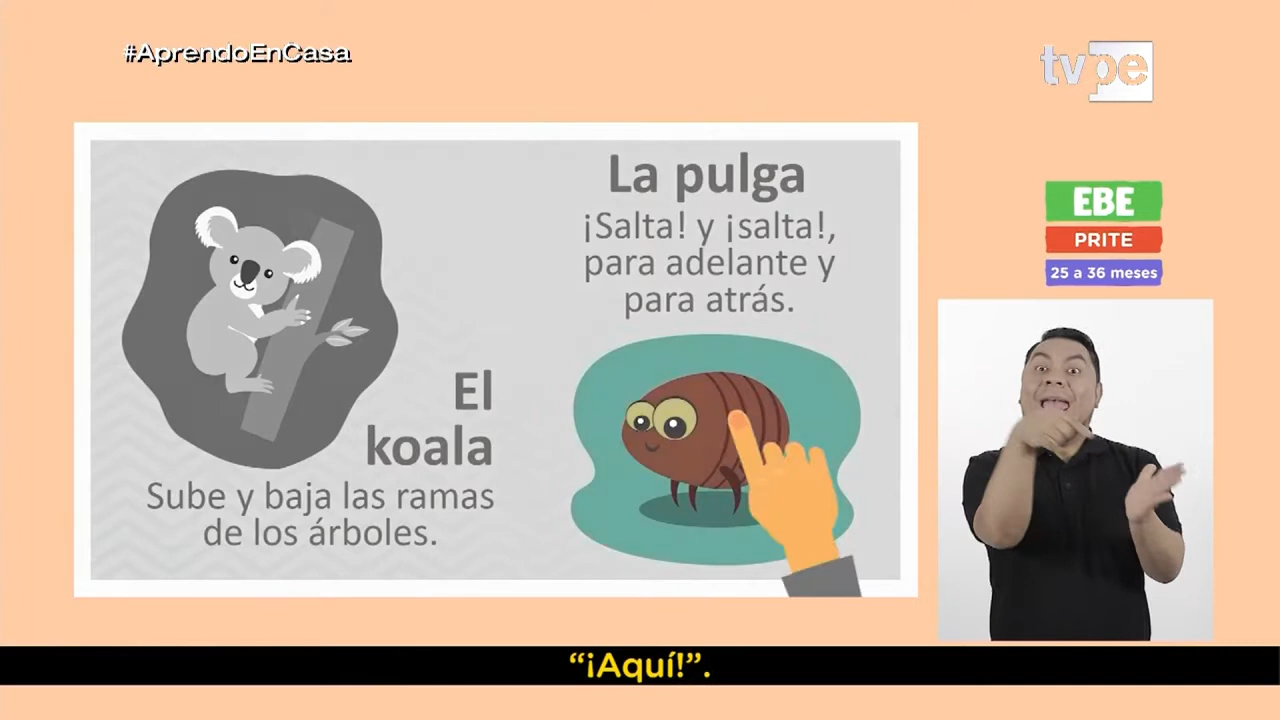 #AprendoEnCasa
tvpe
EBE
PRITE
25 a 36 meses
El
koala
Sube y baja las ramas
de los árboles.
La pulga
¡Salta! y ¡salta!,
para adelante y
para atrás.
“¡Aquí!”.